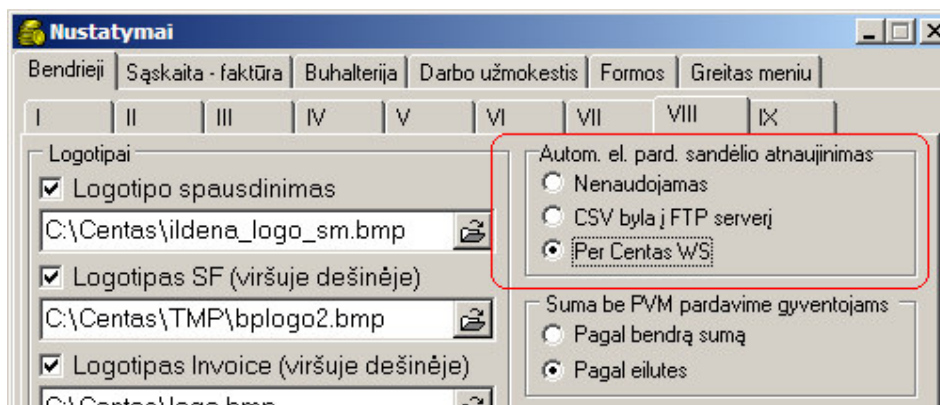 Nustatymai
Bendrieji Sąskaita - faktūra Buhalterija Darbo užmokestis Formos Greitas meniu
I II III IV V VI VII VIII IX
Logotipai
Logotipo spausdinimas
C:\Centas\ildena_logo_sm.bmp
Logotipas SF (viršuje dešinėje)
C:\Centas\TMP\bplogo2.bmp
Logotipas Invoice (viršuje dešinėje)
C:\Centas\logo.bmp
Autom. el. pard. sandėlio atnaujinimas
Nenaudojamas
CSV byla į FTP serverį
Per Centas WS
Suma be PVM pardavime gyventojams
Pagal bendrą sumą
Pagal eilutes